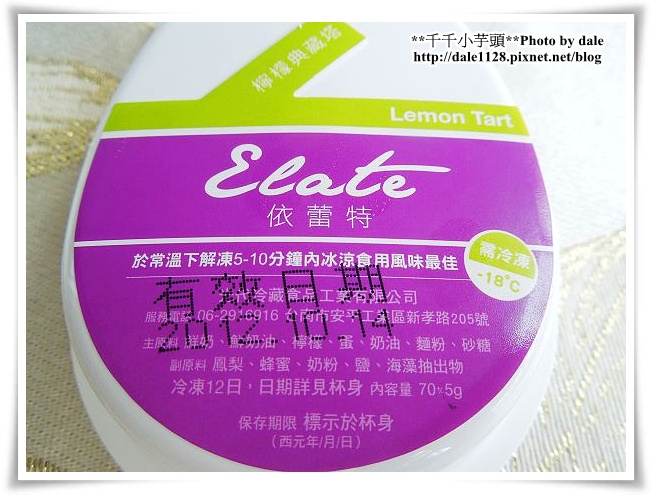 **千千小芋頭**Photo by dale
http://dale1128.pixnet.net/blog
檸檬典藏塔
Lemon Tart
Elate
依蕾特
需冷凍
-18°C
於常溫下解凍5-10分鐘內冰涼食用風味最佳
有效日期
代冷藏食品工業有限公司
服務電話 06-2916916 台南市安平工業區新孝路205號
2012 10 14
主原料 鮮奶、鮮奶油、檸檬、蛋、奶油、麵粉、砂糖
副原料 鳳梨、蜂蜜、奶粉、鹽、海藻抽出物
冷凍12日，日期詳見杯身 內容量 70±5g
保存期限 標示於杯身
(西元年/月/日)